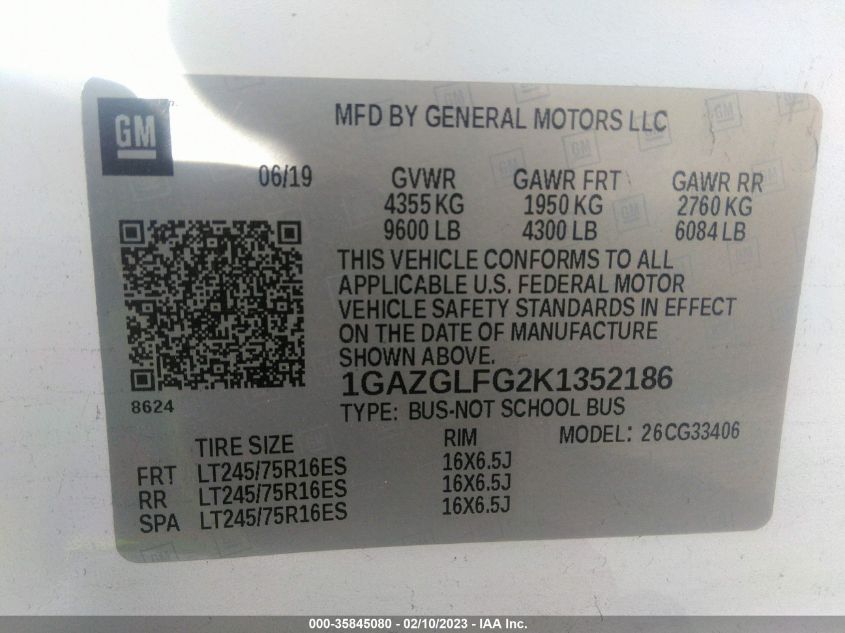 GM
MFD BY GENERAL MOTORS LLC
06/19 GVWR GAWR FRT GAWR RR
4355 KG 1950 KG 2760 KG
9600 LB 4300 LB 6084 LB
THIS VEHICLE CONFORMS TO ALL
APPLICABLE U.S. FEDERAL MOTOR
VEHICLE SAFETY STANDARDS IN EFFECT
ON THE DATE OF MANUFACTURE
SHOWN ABOVE.
1GAZGLFG2K1352186
8624
TYPE: BUS-NOT SCHOOL BUS
MODEL: 26CG33406
TIRE SIZE RIM
FRT LT245/75R16ES 16X6.5J
RR LT245/75R16ES 16X6.5J
SPA LT245/75R16ES 16X6.5J
000-35845080 - 02/10/2023 - IAA Inc.